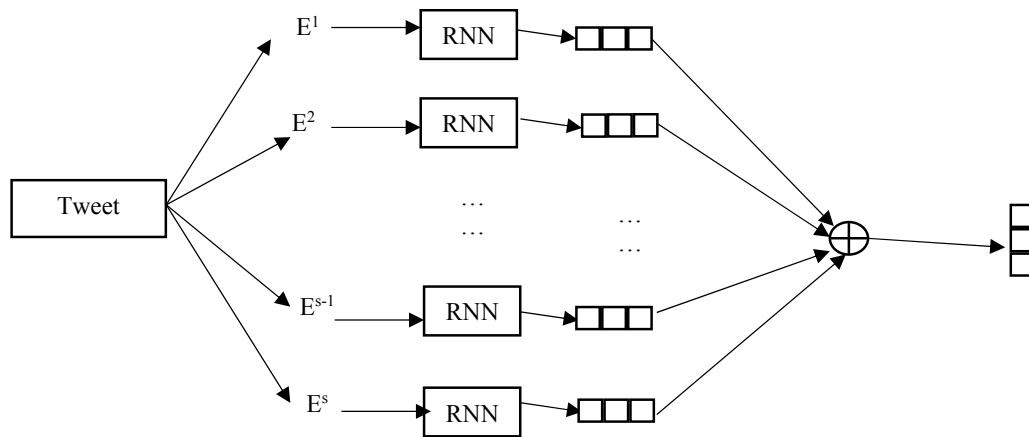 E¹ RNN
E² RNN
Tweet
... ...
... ...
Eˢ⁻¹ RNN
Eˢ RNN